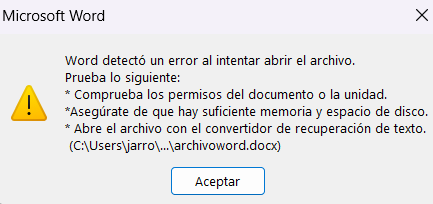 Microsoft Word
Word detectó un error al intentar abrir el archivo.
Prueba lo siguiente:
* Comprueba los permisos del documento o la unidad.
*Asegúrate de que hay suficiente memoria y espacio de disco.
* Abre el archivo con el convertidor de recuperación de texto.
(C:\Users\jarro\...\archivoword.docx)
Aceptar